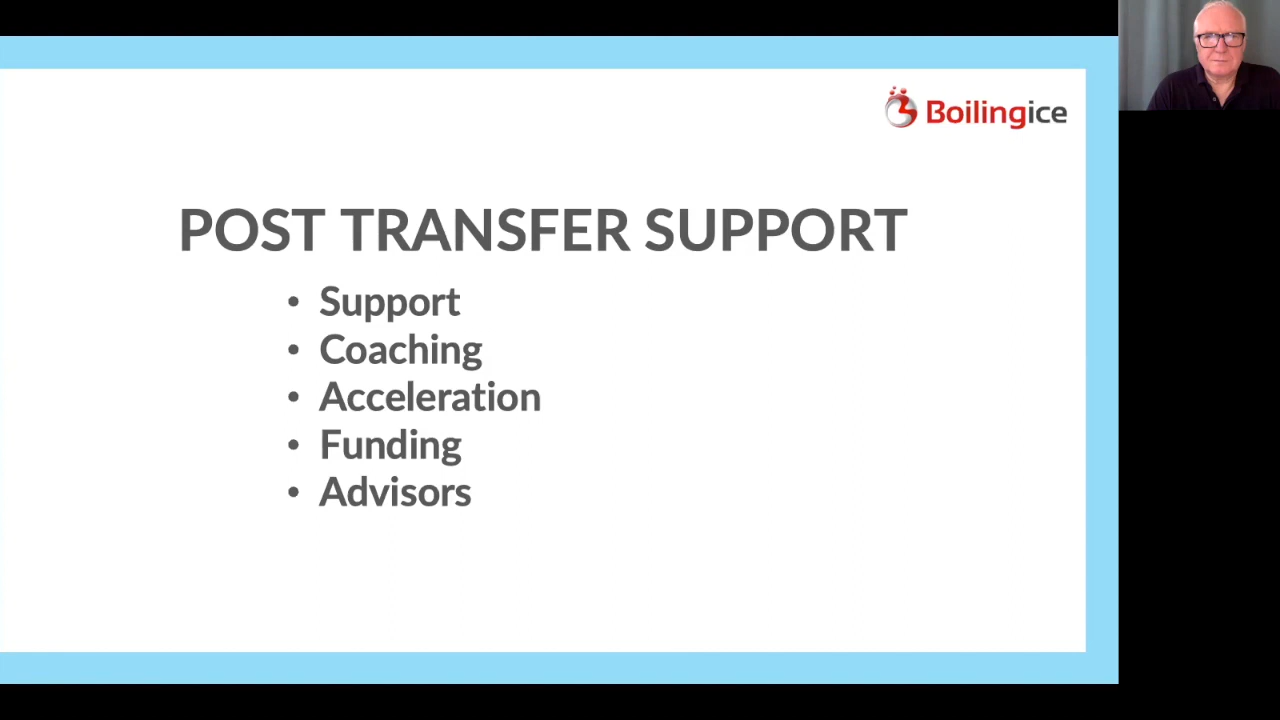 Boilingice
POST TRANSFER SUPPORT
• Support
• Coaching
• Acceleration
• Funding
• Advisors